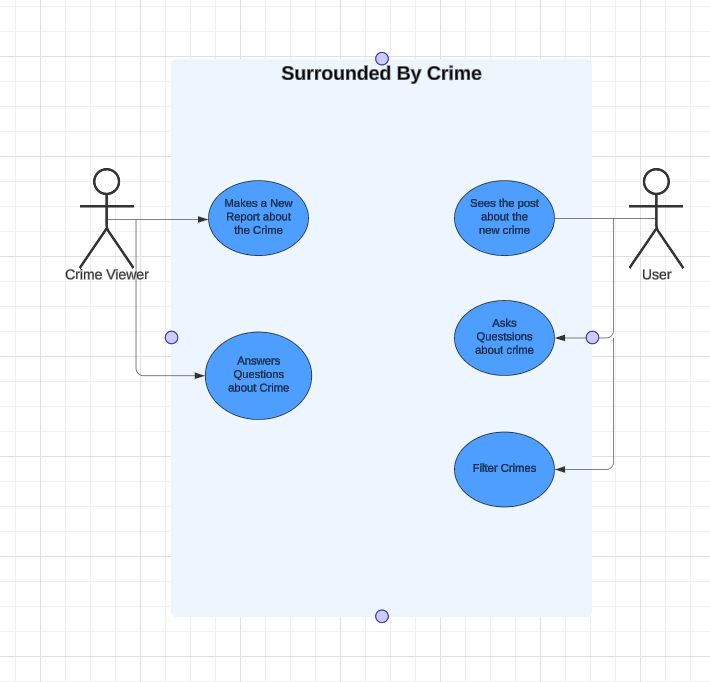 Surrounded By Crime
Makes a New
Report about
the Crime
Sees the post
about the
new crime
Crime Viewer
User
Asks
Questsions
about crime
Answers
Questions
about Crime
Filter Crimes